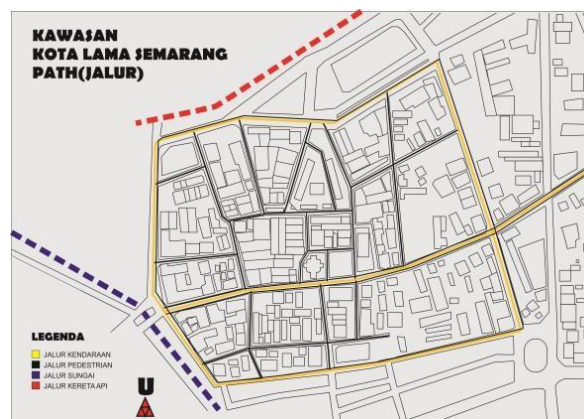 KAWASAN
KOTA LAMA SEMARANG
PATH(JALUR)
LEGENDA
JALUR KENDARAAN
JALUR PEDESTRIAN
JALUR SUNGAI
JALUR KERETA API
U